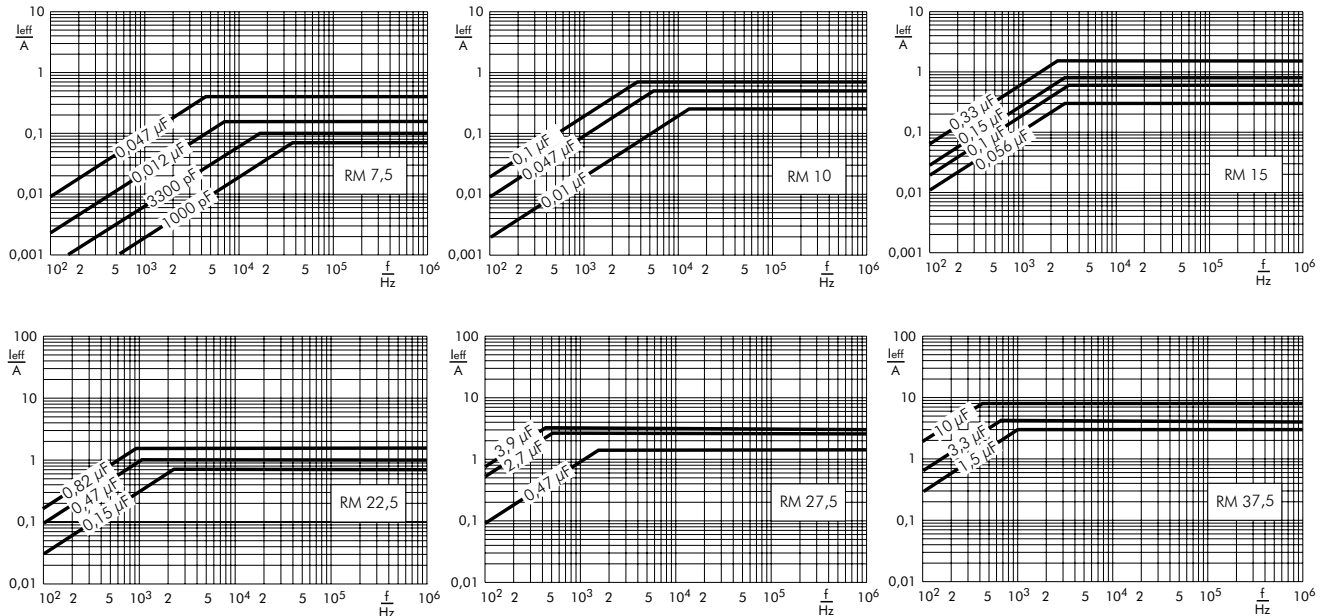 10
Ieff
A
1
0,1
0,01
0,001
0,047 µF
0,012 µF
3300 pF
1000 pF
RM 7,5
10² 2 5 10³ 2 5 10⁴ 2 5 10⁵ f 10⁶
Hz
10
Ieff
A
1
0,1
0,01
0,001
0,1 µF
0,047 µF
0,01 µF
RM 10
10² 2 5 10³ 2 5 10⁴ 2 5 10⁵ f 10⁶
Hz
10
Ieff
A
1
0,1
0,01
0,001
0,33 µF
0,15 µF
0,1 µF
0,056 µF
RM 15
10² 2 5 10³ 2 5 10⁴ 2 5 10⁵ f 10⁶
Hz
100
Ieff
A
10
1
0,1
0,01
0,82 µF
0,47 µF
0,15 µF
RM 22,5
10² 2 5 10³ 2 5 10⁴ 2 5 10⁵ f 10⁶
Hz
100
Ieff
A
10
1
0,1
0,01
3,9 µF
2,7 µF
0,47 µF
RM 27,5
10² 2 5 10³ 2 5 10⁴ 2 5 10⁵ f 10⁶
Hz
100
Ieff
A
10
1
0,1
0,01
10 µF
3,3 µF
1,5 µF
RM 37,5
10² 2 5 10³ 2 5 10⁴ 2 5 10⁵ f 10⁶
Hz